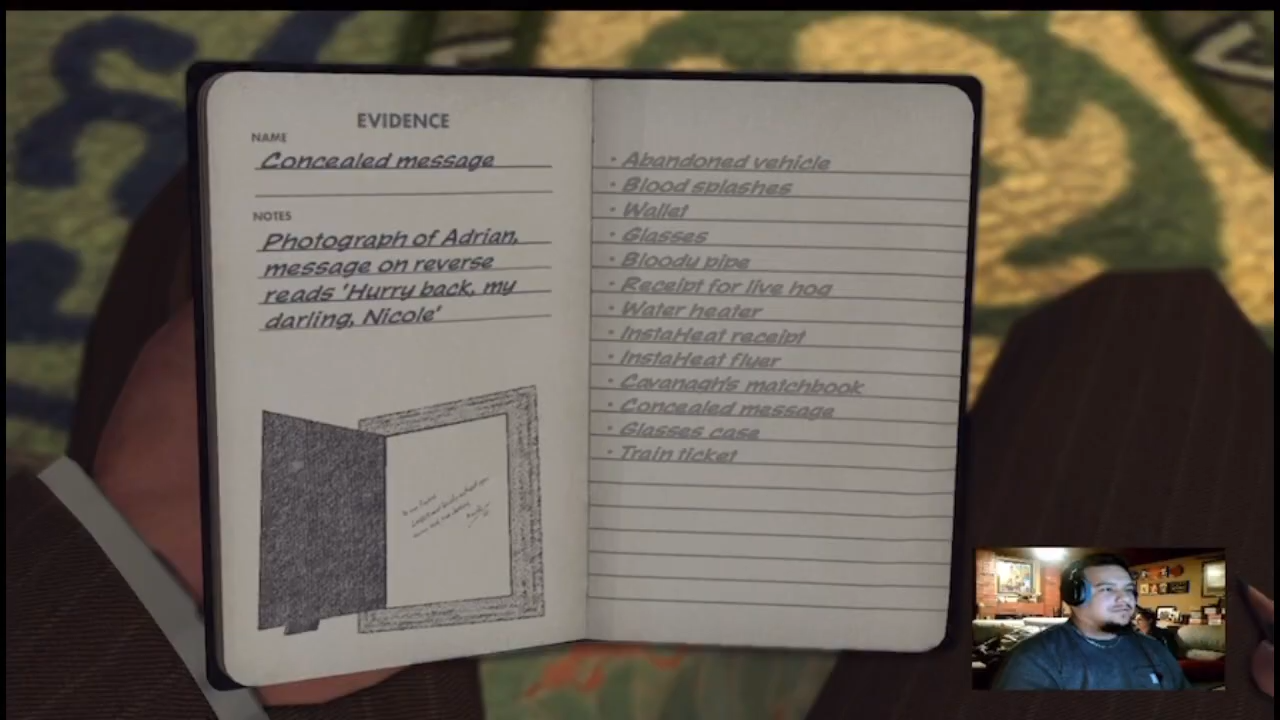 EVIDENCE
NAME
Concealed message
NOTES
Photograph of Adrian,
message on reverse
reads 'Hurry back, my
darling, Nicole'
• Abandoned vehicle
• Blood splashes
• Wallet
• Glasses
• Bloody pipe
• Receipt for live hog
• Water heater
• InstaHeat receipt
• InstaHeat flyer
• Cavanagh's matchbook
• Concealed message
• Glasses case
• Train ticket